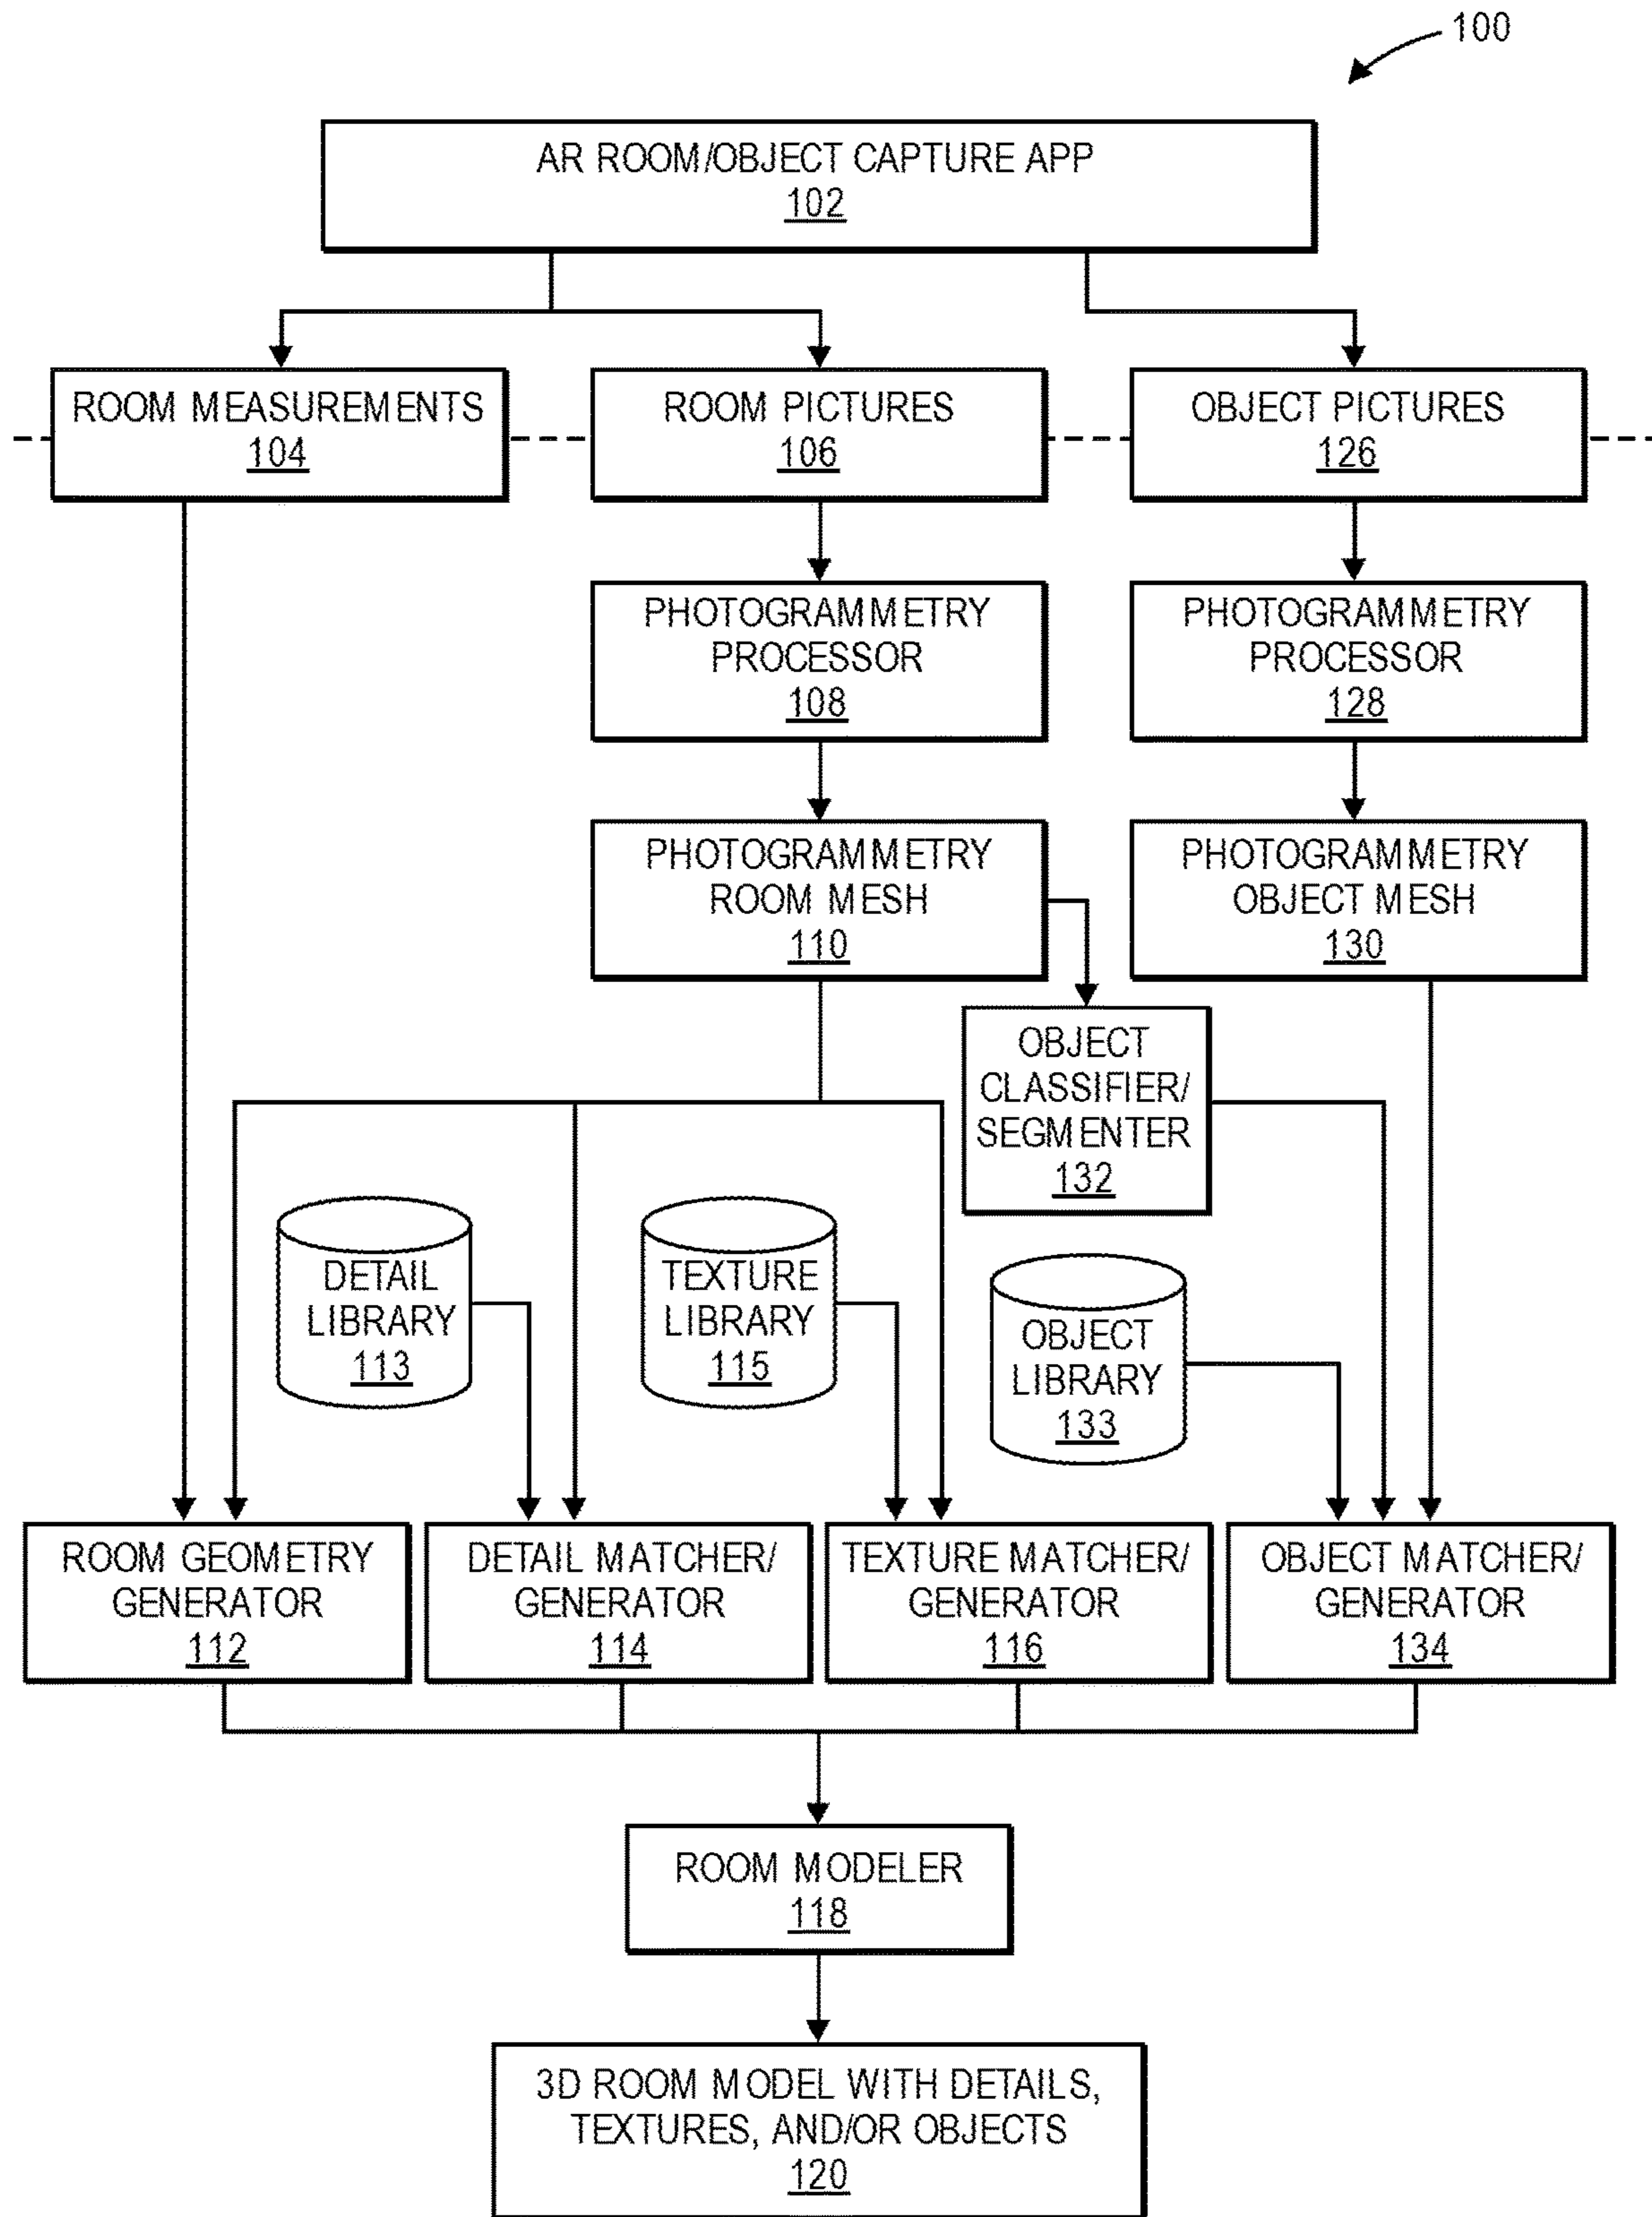 100
AR ROOM/OBJECT CAPTURE APP
102
ROOM MEASUREMENTS
104
ROOM PICTURES
106
OBJECT PICTURES
126
PHOTOGRAMMETRY
PROCESSOR
108
PHOTOGRAMMETRY
PROCESSOR
128
PHOTOGRAMMETRY
ROOM MESH
110
PHOTOGRAMMETRY
OBJECT MESH
130
OBJECT
CLASSIFIER/
SEGMENTER
132
DETAIL
LIBRARY
113
TEXTURE
LIBRARY
115
OBJECT
LIBRARY
133
ROOM GEOMETRY
GENERATOR
112
DETAIL MATCHER/
GENERATOR
114
TEXTURE MATCHER/
GENERATOR
116
OBJECT MATCHER/
GENERATOR
134
ROOM MODELER
118
3D ROOM MODEL WITH DETAILS,
TEXTURES, AND/OR OBJECTS
120